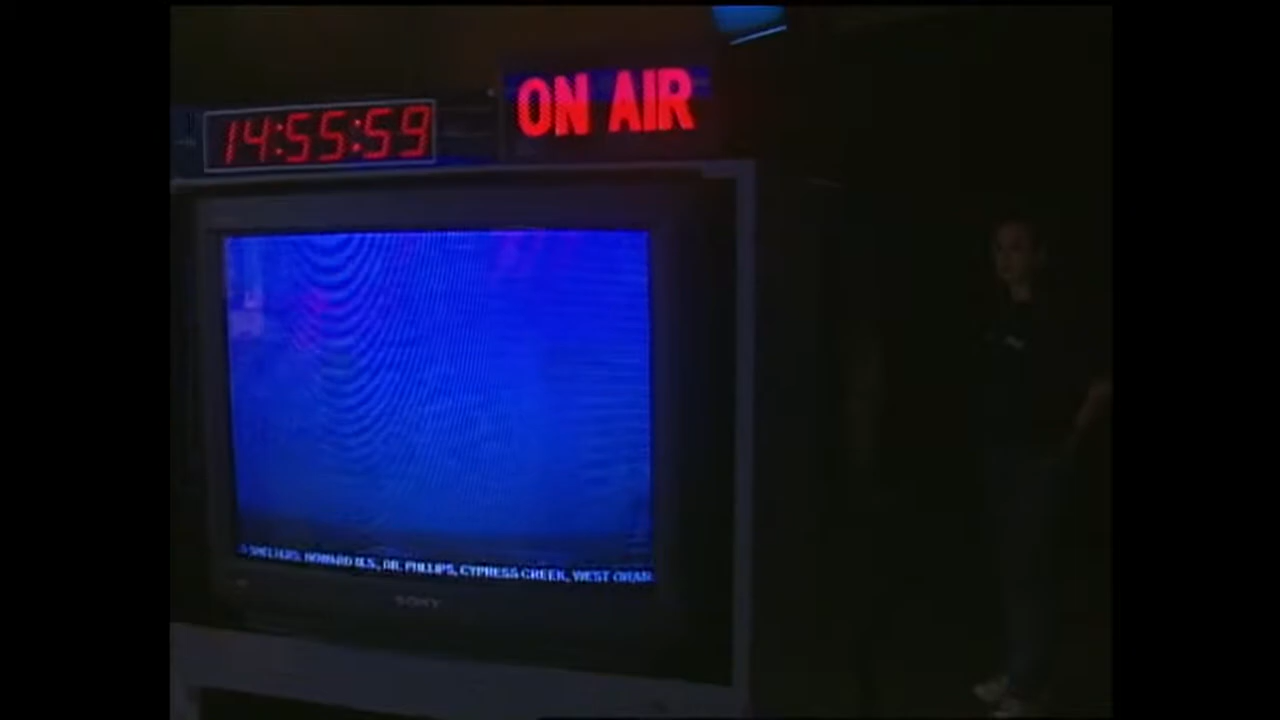 14:55:59
ON AIR
SHELTERS, HOWARD M.S., DR. PHILLIPS, CYPRESS CREEK, WEST ORAN
SONY